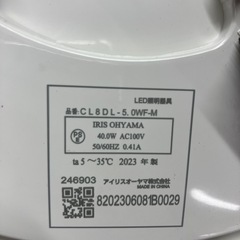 LED照明器具
品番:CL8DL-5.0WF-M
PS
E
IRIS OHYAMA
40.0W AC100V
50/60HZ 0.41A
ta 5~35℃ 2023 年製
246903
アイリスオーヤマ株式会社
MADE IN CHINA
8202306081B0029